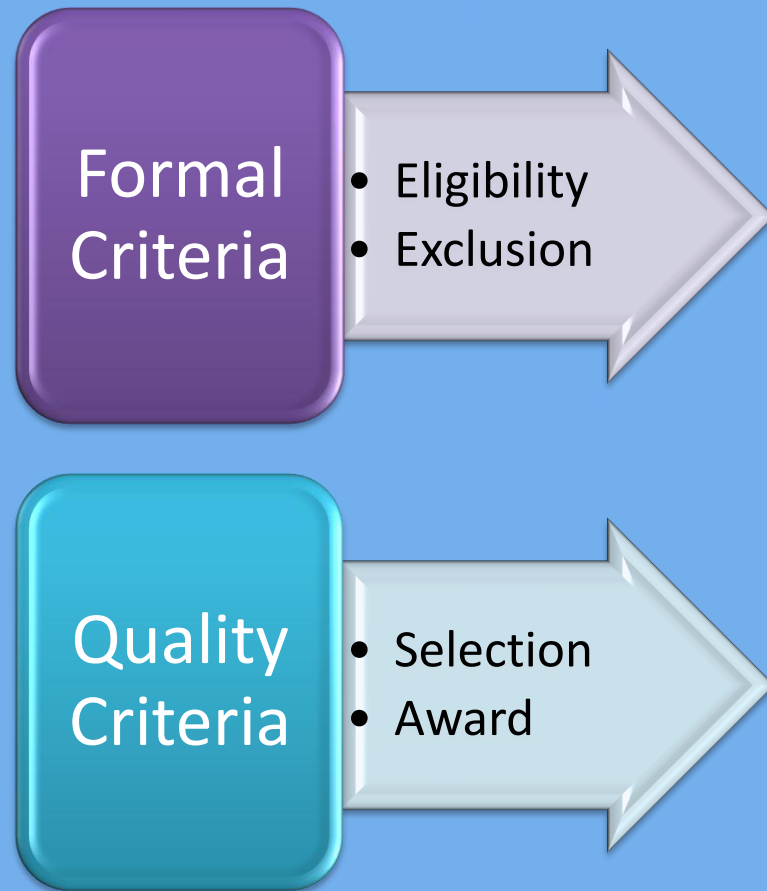 Formal
Criteria
• Eligibility
• Exclusion
Quality
Criteria
• Selection
• Award